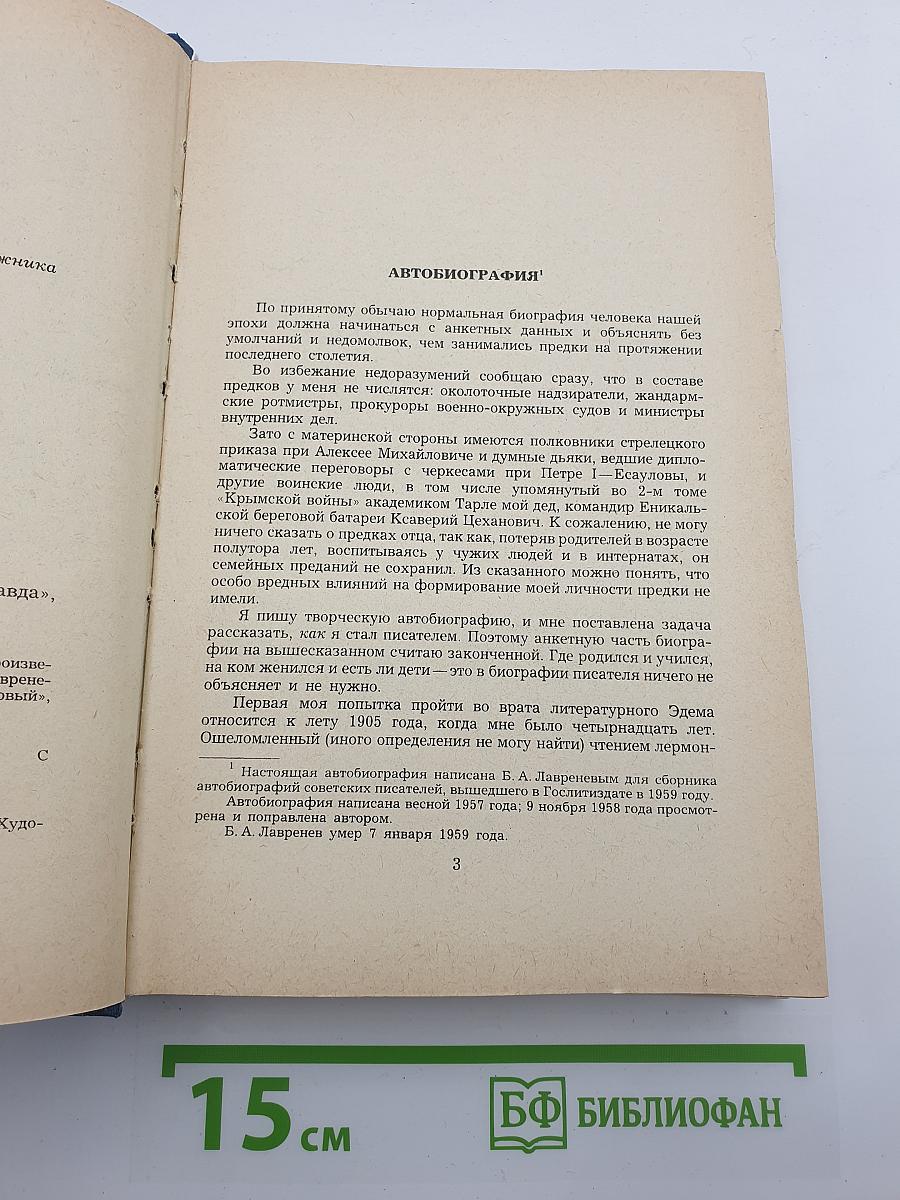 жника
авда»,
роизве-
аврене-
рвый»,
С
Худо-
АВТОБИОГРАФИЯ¹
По принятому обычаю нормальная биография человека нашей
эпохи должна начинаться с анкетных данных и объяснять без
умолчаний и недомолвок, чем занимались предки на протяжении
последнего столетия.
Во избежание недоразумений сообщаю сразу, что в составе
предков у меня не числятся: околоточные надзиратели, жандарм-
ские ротмистры, прокуроры военно-окружных судов и министры
внутренних дел.
Зато с материнской стороны имеются полковники стрелецкого
приказа при Алексее Михайловиче и думные дьяки, ведшие дипло-
матические переговоры с черкесами при Петре I—Есауловы, и
другие воинские люди, в том числе упомянутый во 2-м томе
«Крымской войны» академиком Тарле мой дед, командир Еникаль-
ской береговой батареи Ксаверий Цеханович. К сожалению, не могу
ничего сказать о предках отца, так как, потеряв родителей в возрасте
полутора лет, воспитываясь у чужих людей и в интернатах, он
семейных преданий не сохранил. Из сказанного можно понять, что
особо вредных влияний на формирование моей личности предки не
имели.
Я пишу творческую автобиографию, и мне поставлена задача
рассказать, как я стал писателем. Поэтому анкетную часть биогра-
фии на вышесказанном считаю законченной. Где родился и учился,
на ком женился и есть ли дети—это в биографии писателя ничего не
объясняет и не нужно.
Первая моя попытка пройти во врата литературного Эдема
относится к лету 1905 года, когда мне было четырнадцать лет.
Ошеломленный (иного определения не могу найти) чтением лермон-
¹ Настоящая автобиография написана Б. А. Лавреневым для сборника
автобиографий советских писателей, вышедшего в Гослитиздате в 1959 году.
Автобиография написана весной 1957 года; 9 ноября 1958 года просмот-
рена и поправлена автором.
Б. А. Лавренев умер 7 января 1959 года.
3
15 см
БФ БИБЛИОФАН